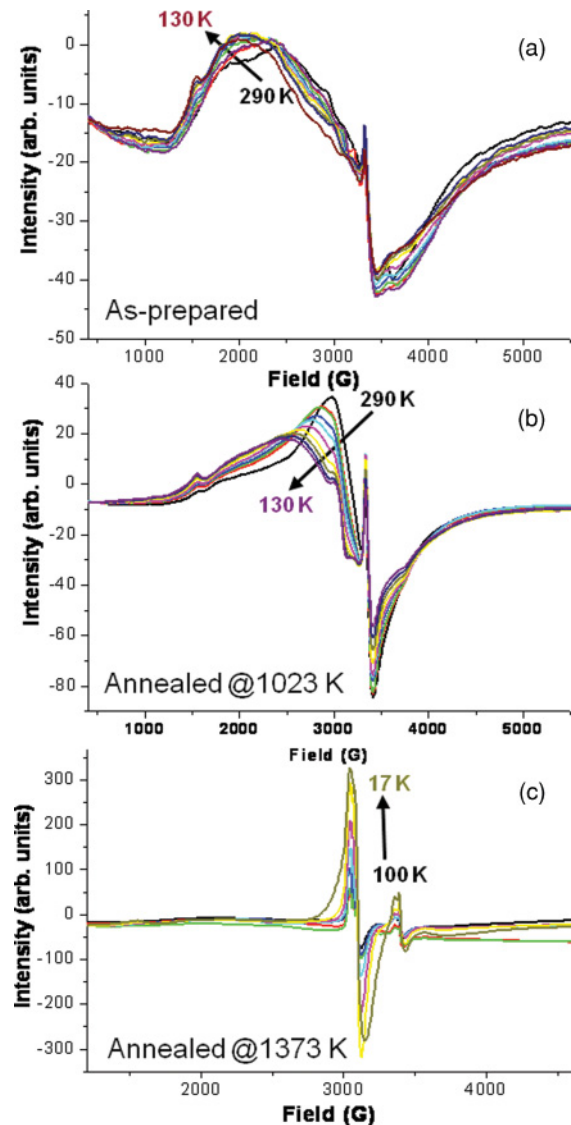 (a)
130 K
290 K
0
-10
-20
-30
-40
-50
Intensity (arb. units)
As-prepared
1000 2000 3000 4000 5000
Field (G)
(b)
40
20
0
-20
-40
-60
-80
Intensity (arb. units)
290 K
130 K
Annealed @1023 K
1000 2000 3000 4000 5000
Field (G)
(c)
300
200
100
0
-100
-200
-300
Intensity (arb. units)
17 K
100 K
Annealed @1373 K
2000 3000 4000
Field (G)